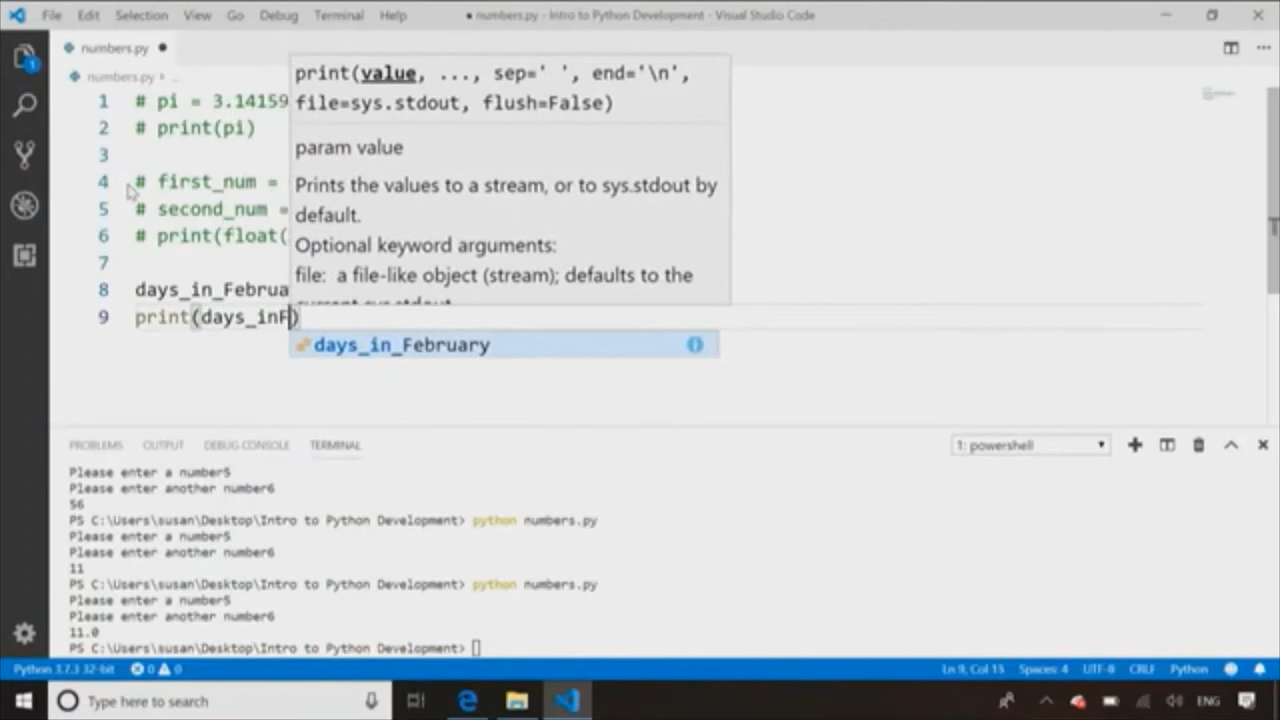 File Edit Selection View Go Debug Terminal Help ● numbers.py - Intro to Python Development - Visual Studio Code
numbers.py ●
numbers.py › ...
1 # pi = 3.14159
2 # print(pi)
3
4 # first_num =
5 # second_num =
6 # print(float(
7
8 days_in_Februa
9 print(days_inF)
print(value, ..., sep=' ', end='\n',
file=sys.stdout, flush=False)
param value
Prints the values to a stream, or to sys.stdout by
default.
Optional keyword arguments:
file: a file-like object (stream); defaults to the
current sys.stdout.
days_in_February
PROBLEMS OUTPUT DEBUG CONSOLE TERMINAL 1: powershell
Please enter a number5
Please enter another number6
56
PS C:\Users\susan\Desktop\Intro to Python Development> python numbers.py
Please enter a number5
Please enter another number6
11
PS C:\Users\susan\Desktop\Intro to Python Development> python numbers.py
Please enter a number5
Please enter another number6
11.0
PS C:\Users\susan\Desktop\Intro to Python Development>
Python 3.7.3 32-bit 0 0 Ln 9, Col 15 Spaces: 4 UTF-8 CRLF Python
Type here to search ENG